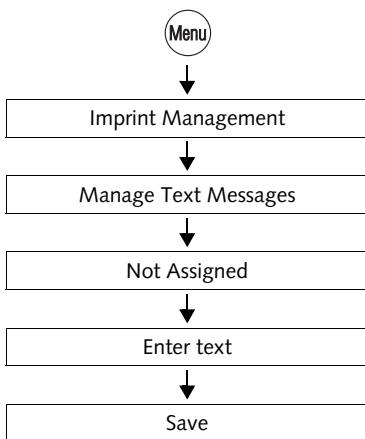 Menu
Imprint Management
Manage Text Messages
Not Assigned
Enter text
Save